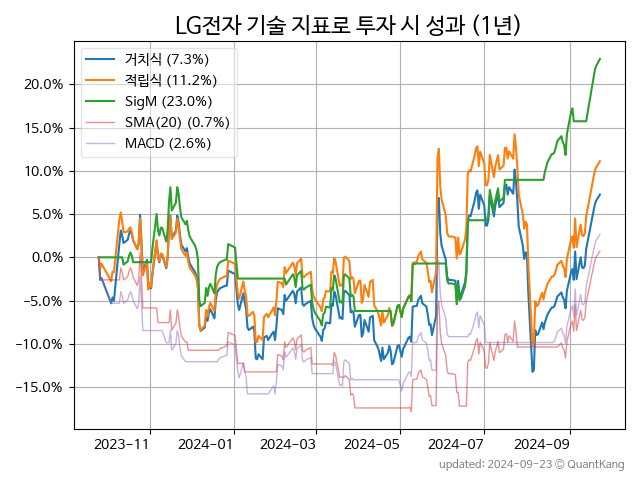 LG전자 기술 지표로 투자 시 성과 (1년)
거치식 (7.3%)
적립식 (11.2%)
SigM (23.0%)
SMA(20) (0.7%)
MACD (2.6%)
20.0%
15.0%
10.0%
5.0%
0.0%
−5.0%
−10.0%
−15.0%
2023-11
2024-01
2024-03
2024-05
2024-07
2024-09
updated: 2024-09-23 © QuantKang